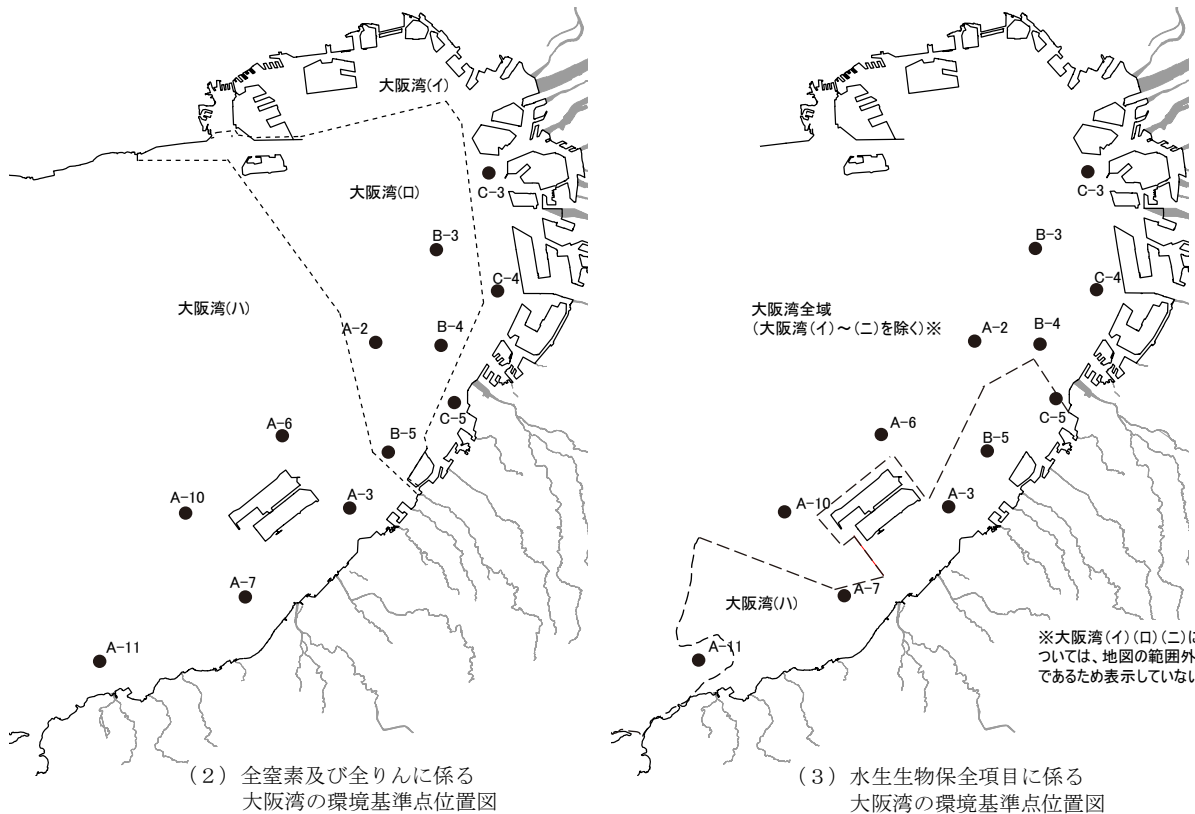 大阪湾(イ)
大阪湾(ロ)
C-3
B-3
C-4
大阪湾(ハ)
A-2
B-4
C-5
A-6
B-5
A-10
A-3
A-7
A-11
(2)全窒素及び全りんに係る
大阪湾の環境基準点位置図
C-3
B-3
C-4
大阪湾全域
(大阪湾(イ)~(ニ)を除く)※
A-2
B-4
C-5
A-6
B-5
A-10
A-3
A-7
大阪湾(ハ)
A-11
※大阪湾(イ)(ロ)(ニ)に
ついては、地図の範囲外
であるため表示していない
(3)水生生物保全項目に係る
大阪湾の環境基準点位置図